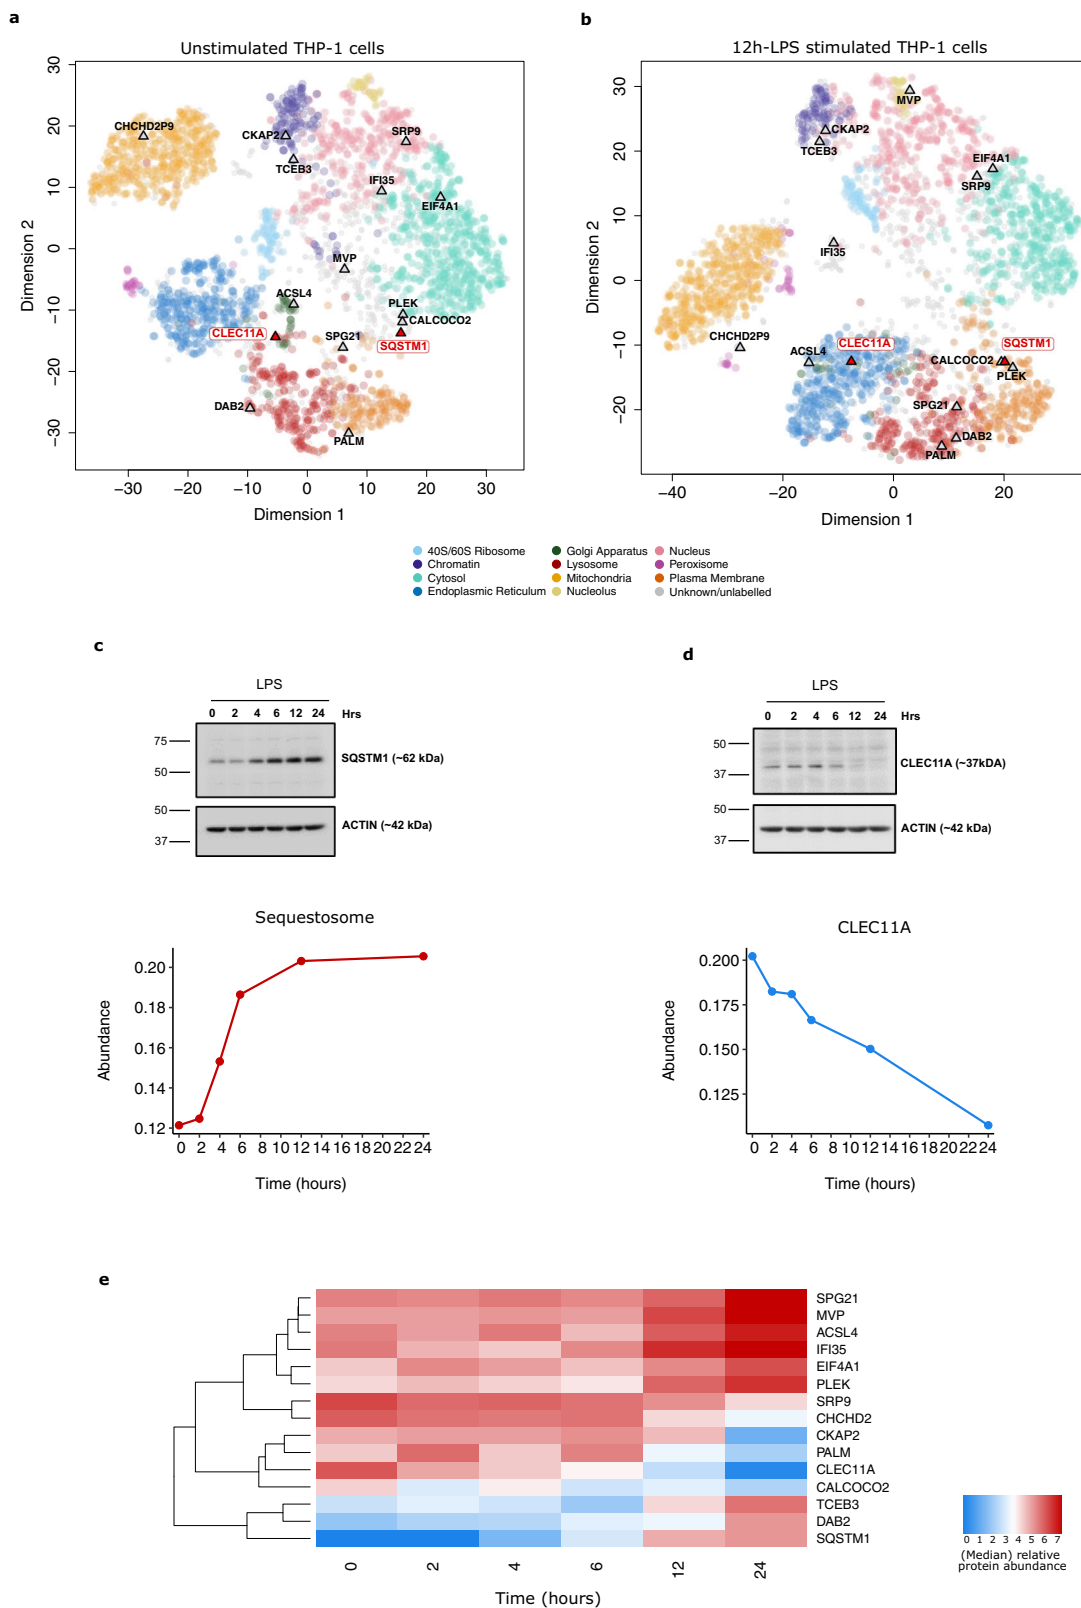 a
b
Unstimulated THP-1 cells
12h-LPS stimulated THP-1 cells
30
20
10
0
−10
−20
−30
Dimension 2
CHCHD2P9
CKAP2
TCEB3
SRP9
IFI35
EIF4A1
MVP
ACSL4
PLEK
CALCOCO2
CLEC11A
SPG21
SQSTM1
DAB2
PALM
−30
−20
−10
0
10
20
30
Dimension 1
30
20
10
0
−10
−20
Dimension 2
MVP
CKAP2
TCEB3
EIF4A1
SRP9
IFI35
CHCHD2P9
ACSL4
CLEC11A
SQSTM1
CALCOCO2
PLEK
SPG21
DAB2
PALM
−40
−20
0
20
Dimension 1
40S/60S Ribosome
Chromatin
Cytosol
Endoplasmic Reticulum
Golgi Apparatus
Lysosome
Mitochondria
Nucleolus
Nucleus
Peroxisome
Plasma Membrane
Unknown/unlabelled
c
LPS
0 2 4 6 12 24 Hrs
75
50
SQSTM1 (~62 kDa)
50
37
ACTIN (~42 kDa)
d
LPS
0 2 4 6 12 24 Hrs
50
37
CLEC11A (~37kDA)
50
37
ACTIN (~42 kDa)
Sequestosome
0.20
0.18
0.16
0.14
0.12
Abundance
0 2 4 6 8 10 12 14 16 18 20 22 24
Time (hours)
CLEC11A
0.200
0.175
0.150
0.125
Abundance
0 2 4 6 8 10 12 14 16 18 20 22 24
Time (hours)
e
SPG21
MVP
ACSL4
IFI35
EIF4A1
PLEK
SRP9
CHCHD2
CKAP2
PALM
CLEC11A
CALCOCO2
TCEB3
DAB2
SQSTM1
0
2
4
6
12
24
Time (hours)
0 1 2 3 4 5 6 7
(Median) relative
protein abundance